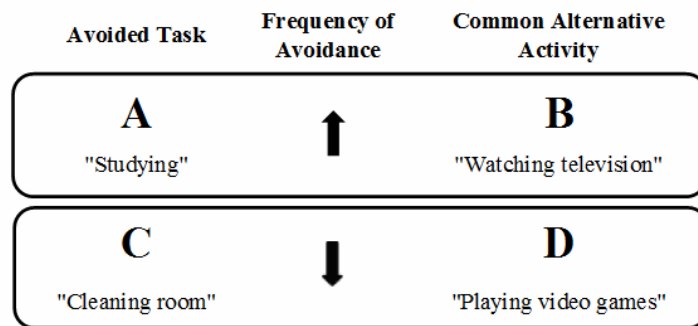 Avoided Task Frequency of Avoidance Common Alternative Activity
A B
"Studying" "Watching television"
C D
"Cleaning room" "Playing video games"